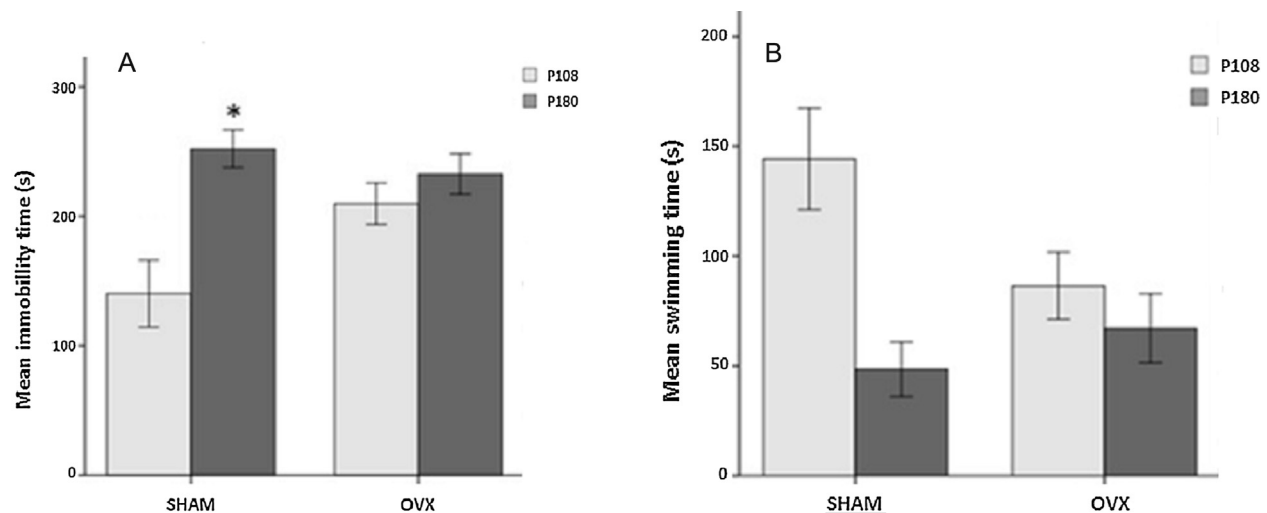 A
300
200
100
0
Mean immobillity time (s)
*
P108
P180
SHAM OVX
B
200
150
100
50
0
Mean swimming time (s)
P108
P180
SHAM OVX